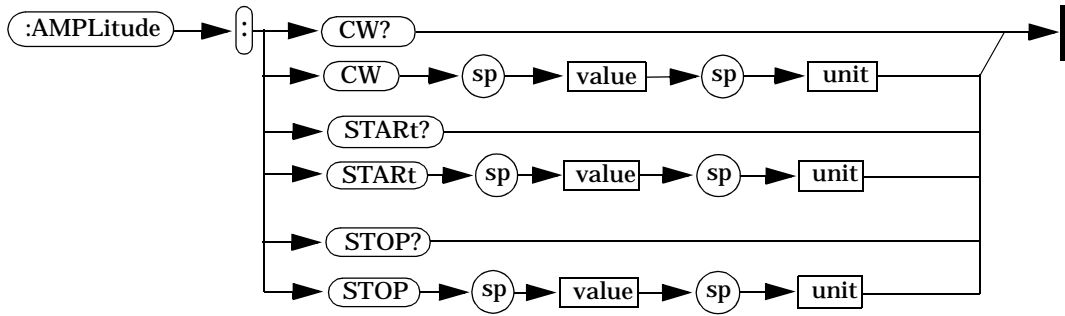 :AMPLitude : CW?
CW sp value sp unit
STARt?
STARt sp value sp unit
STOP?
STOP sp value sp unit